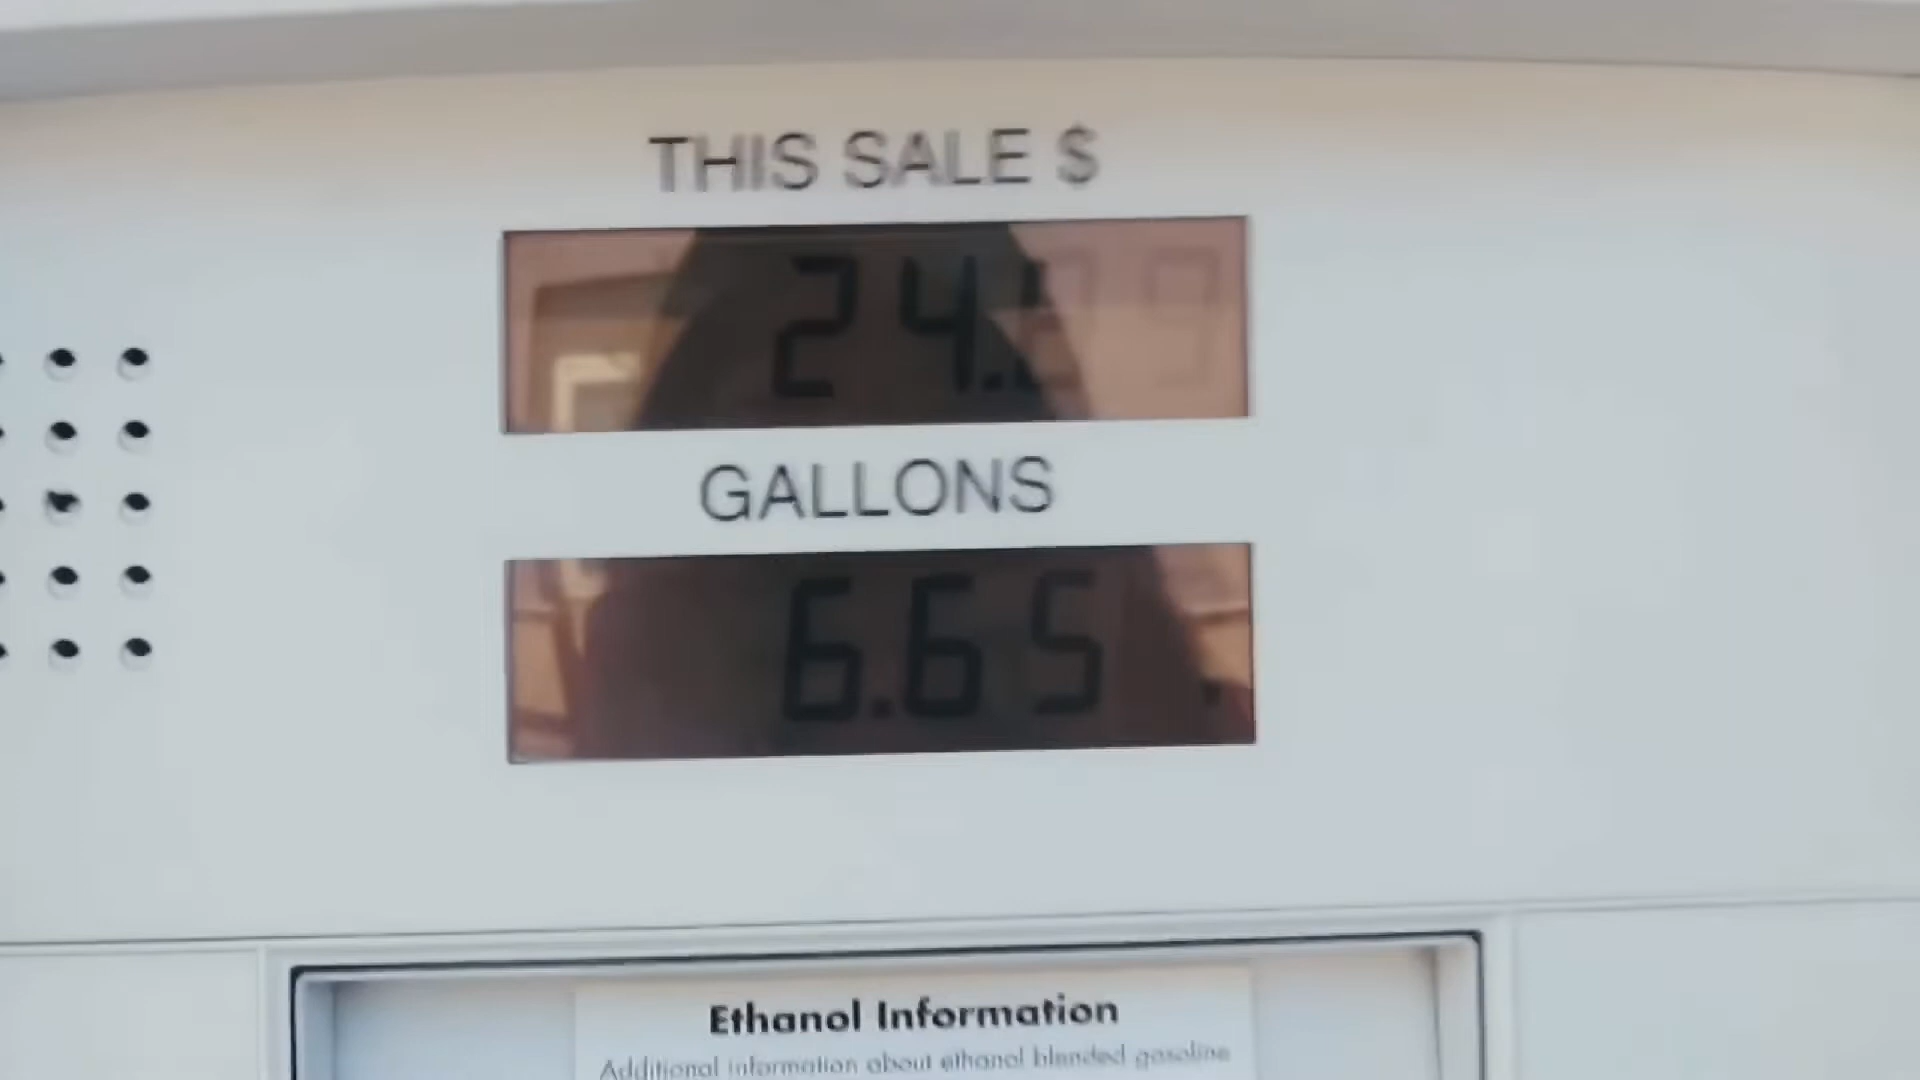 THIS SALE $
24.
GALLONS
6.65
Ethanol Information
Additional information about ethanol blended gasoline